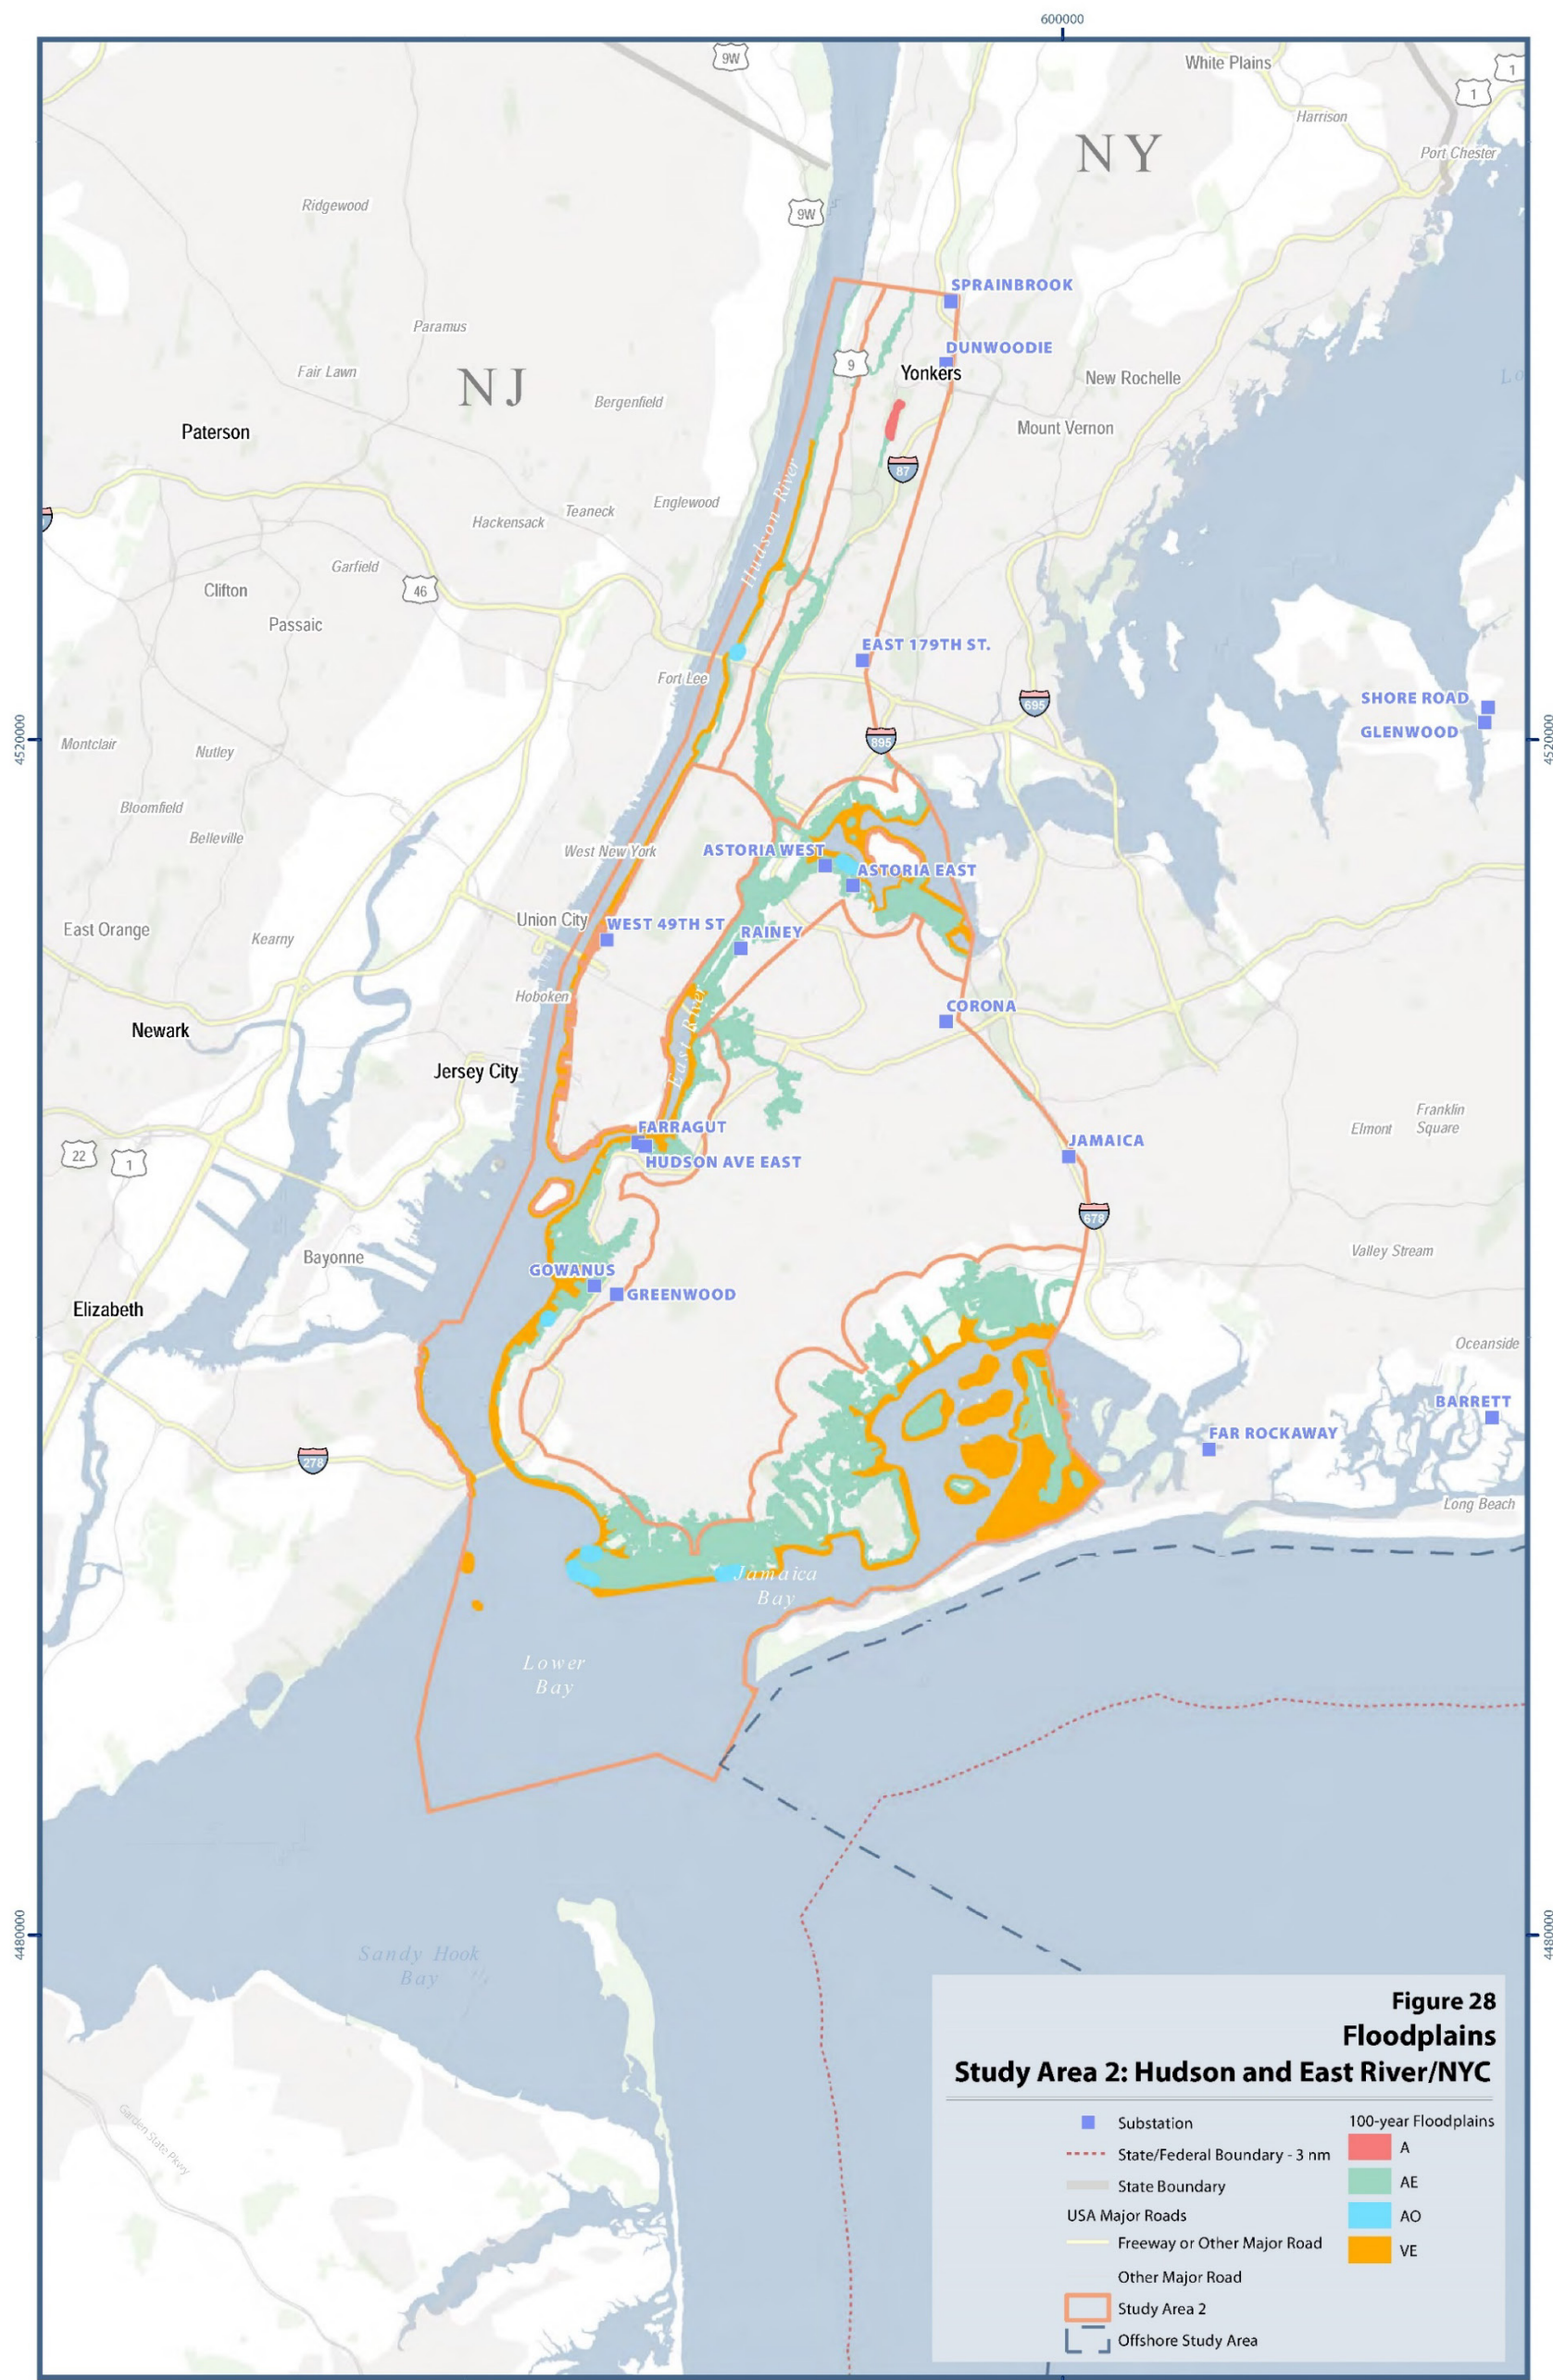 600000
9W
White Plains
1
1
Harrison
NY
Port Chester
Ridgewood
9W
SPRAINBROOK
Paramus
DUNWOODIE
9
Fair Lawn
Yonkers
New Rochelle
Lo
NJ
Bergenfield
Paterson
Mount Vernon
87
Hudson River
Englewood
Teaneck
Hackensack
Garfield
46
Clifton
Passaic
EAST 179TH ST.
Fort Lee
SHORE ROAD
695
GLENWOOD
4520000
4520000
Montclair
Nutley
895
Bloomfield
Belleville
West New York
ASTORIA WEST
ASTORIA EAST
Union City
WEST 49TH ST
East Orange
RAINEY
Kearny
Hoboken
CORONA
Newark
East River
Jersey City
Franklin
Square
FARRAGUT
Elmont
JAMAICA
22
1
HUDSON AVE EAST
678
Bayonne
Valley Stream
GOWANUS
GREENWOOD
Elizabeth
Oceanside
BARRETT
FAR ROCKAWAY
278
Long Beach
Jamaica
Bay
Lower
Bay
4480000
4480000
Sandy Hook
Bay
Garden State Pkwy
Figure 28
Floodplains
Study Area 2: Hudson and East River/NYC
Substation
State/Federal Boundary - 3 nm
State Boundary
USA Major Roads
Freeway or Other Major Road
Other Major Road
Study Area 2
Offshore Study Area
100-year Floodplains
A
AE
AO
VE